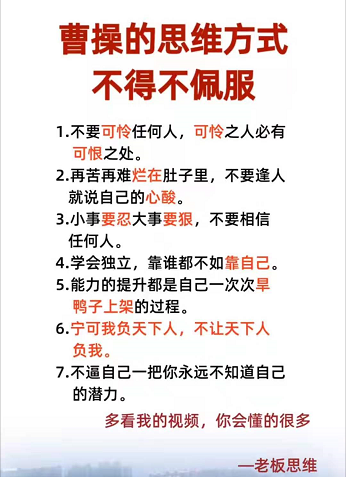 曹操的思维方式
不得不佩服
1.不要可怜任何人，可怜之人必有
可恨之处。
2.再苦再难烂在肚子里，不要逢人
就说自己的心酸。
3.小事要忍大事要狠，不要相信
任何人。
4.学会独立，靠谁都不如靠自己。
5.能力的提升都是自己一次次旱
鸭子上架的过程。
6.宁可我负天下人，不让天下人
负我。
7.不逼自己一把你永远不知道自己
的潜力。
多看我的视频，你会懂的很多
—老板思维